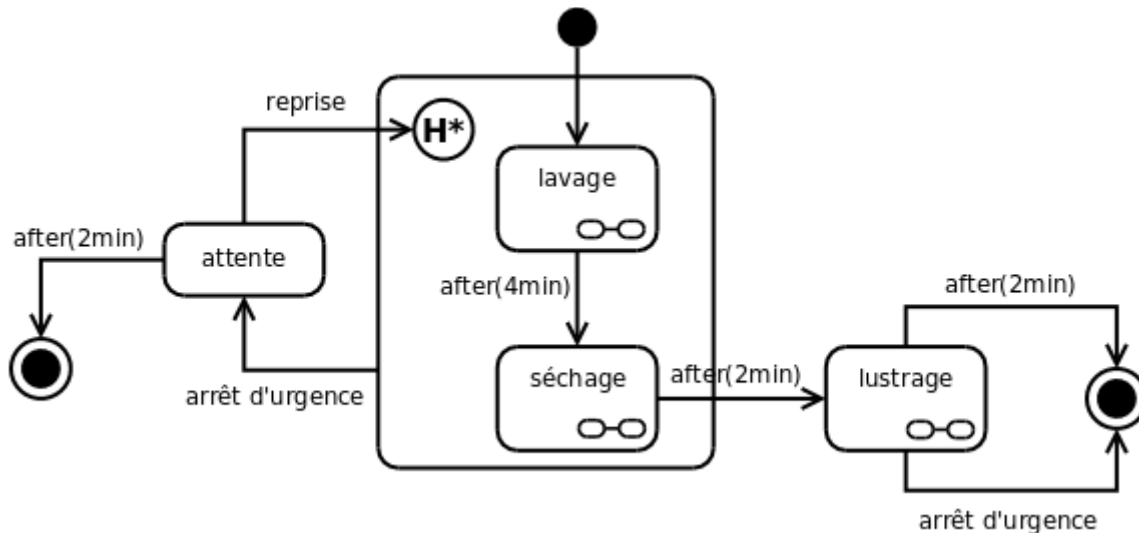 reprise
H*
lavage
after(2min)
attente
after(4min)
after(2min)
séchage
after(2min)
lustrage
arrêt d'urgence
arrêt d'urgence